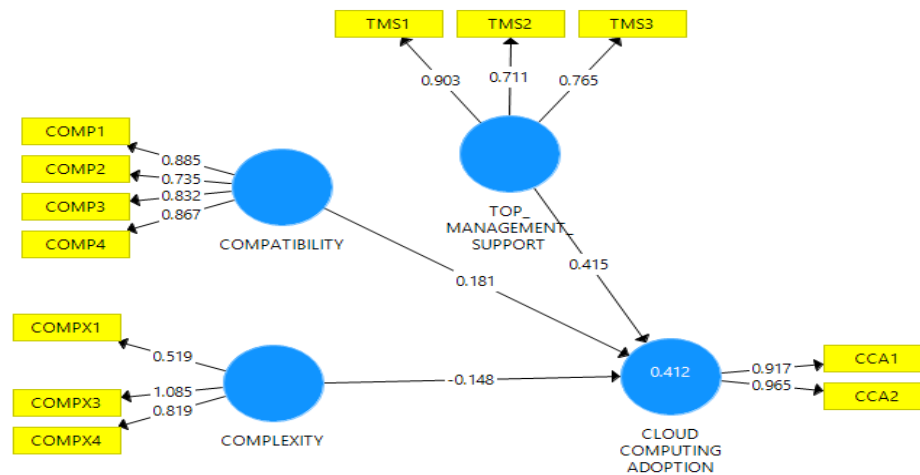 TMS1
TMS2
TMS3
0.903
0.711
0.765
COMP1
COMP2
COMP3
COMP4
0.885
0.735
0.832
0.867
COMPATIBILITY
TOP_
MANAGEMENT_
SUPPORT
0.181
0.415
COMPX1
COMPX3
COMPX4
0.519
1.085
0.819
COMPLEXITY
-0.148
0.412
CLOUD
COMPUTING
ADOPTION
0.917
0.965
CCA1
CCA2